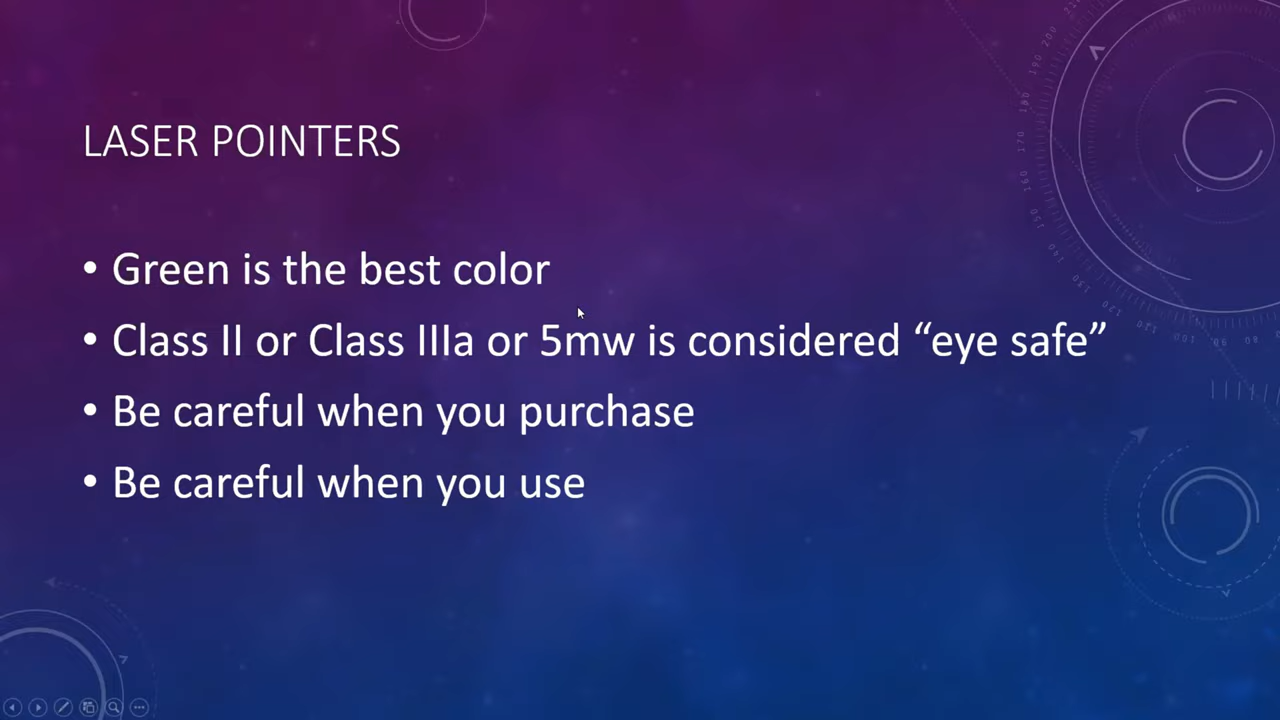 LASER POINTERS
• Green is the best color
• Class II or Class IIIa or 5mw is considered “eye safe”
• Be careful when you purchase
• Be careful when you use